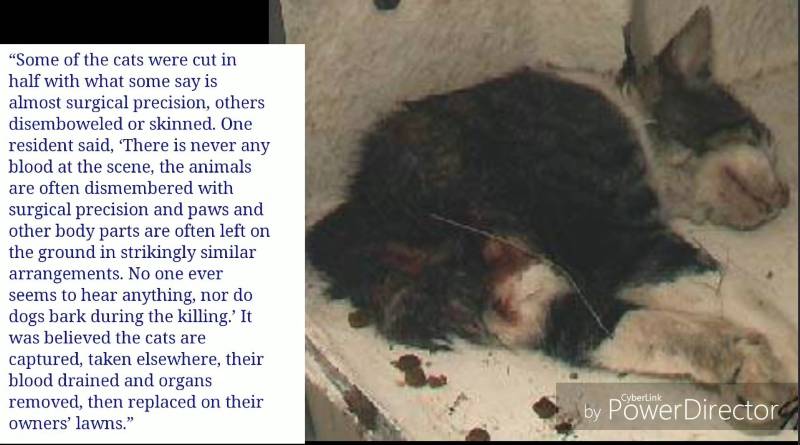 “Some of the cats were cut in
half with what some say is
almost surgical precision, others
disemboweled or skinned. One
resident said, ‘There is never any
blood at the scene, the animals
are often dismembered with
surgical precision and paws and
other body parts are often left on
the ground in strikingly similar
arrangements. No one ever
seems to hear anything, nor do
dogs bark during the killing.’ It
was believed the cats are
captured, taken elsewhere, their
blood drained and organs
removed, then replaced on their
owners’ lawns.”
CyberLink
by PowerDirector